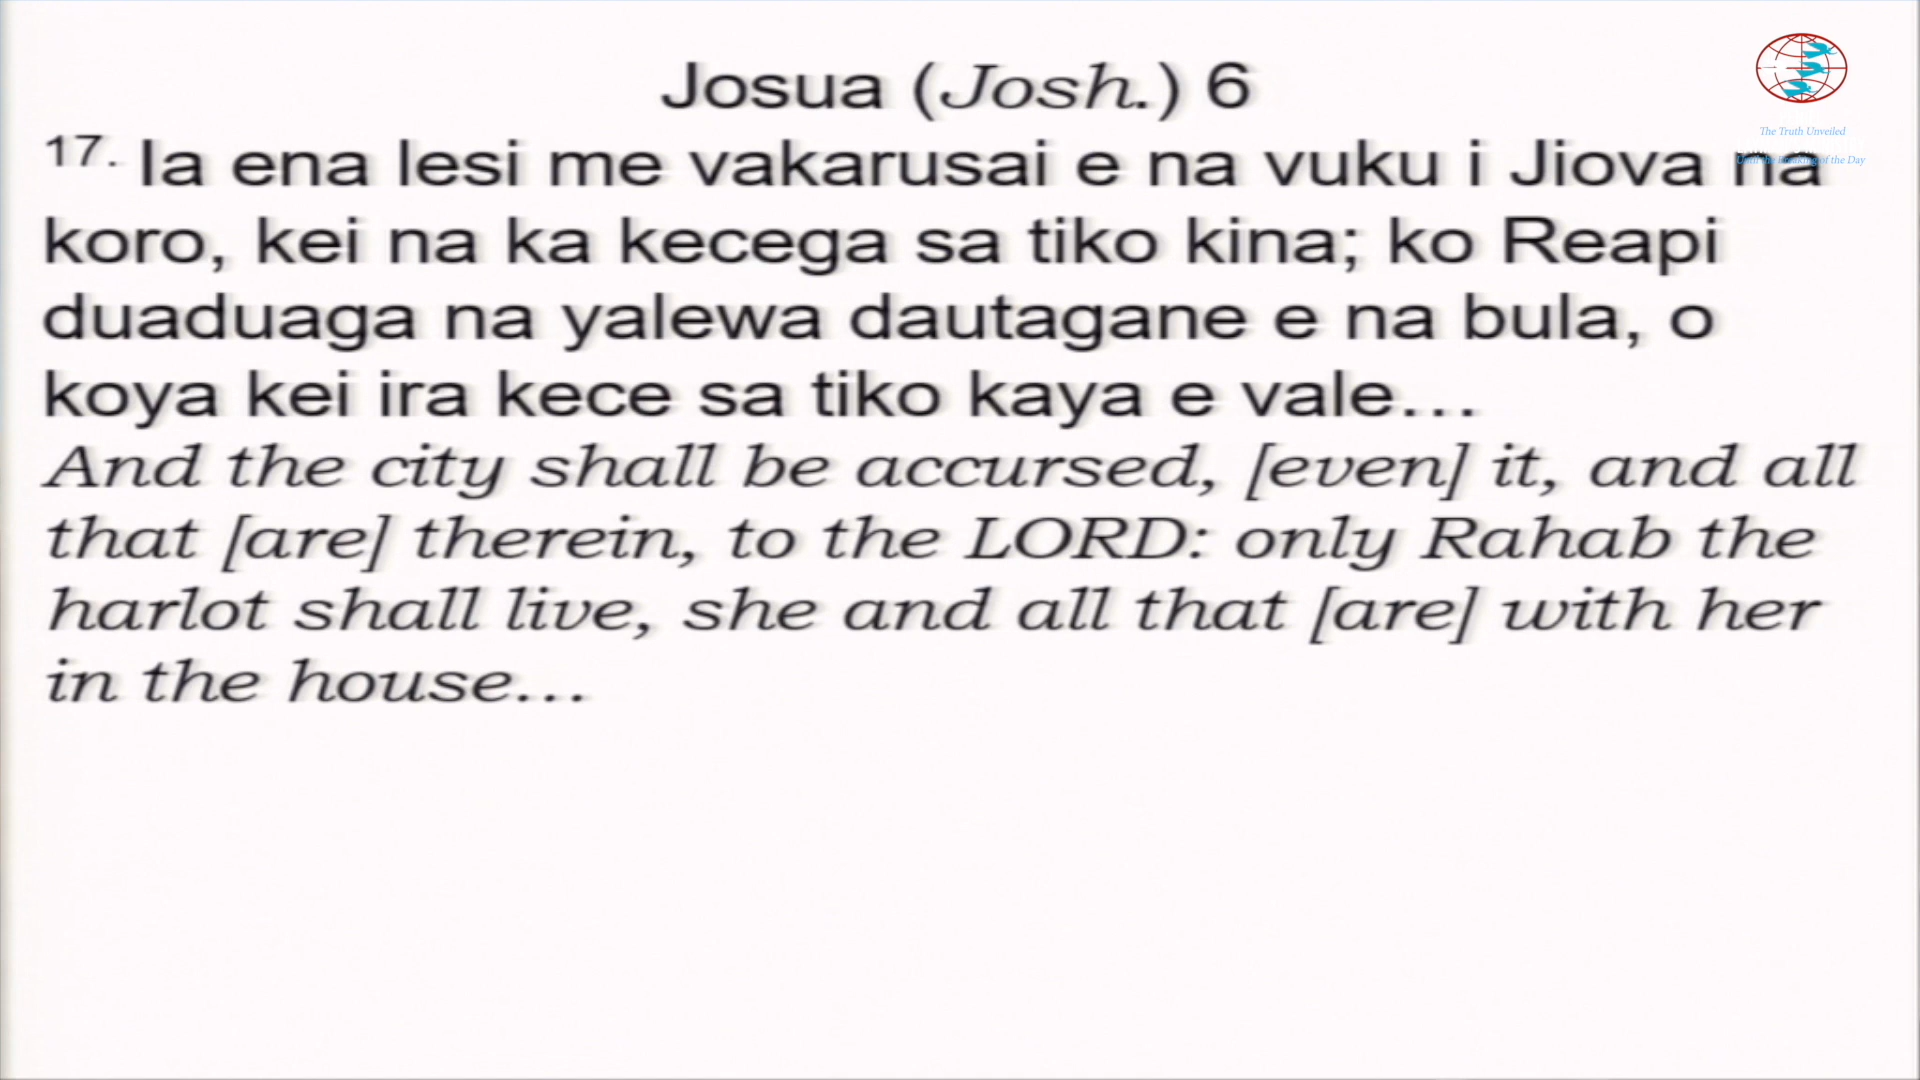 Josua (Josh.) 6
The Truth Unveiled
17. Ia ena lesi me vakarusai e na vuku i Jiova na
of the Day
koro, kei na ka kecega sa tiko kina; ko Reapi
duaduaga na yalewa dautagane e na bula, o
koya kei ira kece sa tiko kaya e vale…
And the city shall be accursed, [even] it, and all
that [are] therein, to the LORD: only Rahab the
harlot shall live, she and all that [are] with her
in the house…